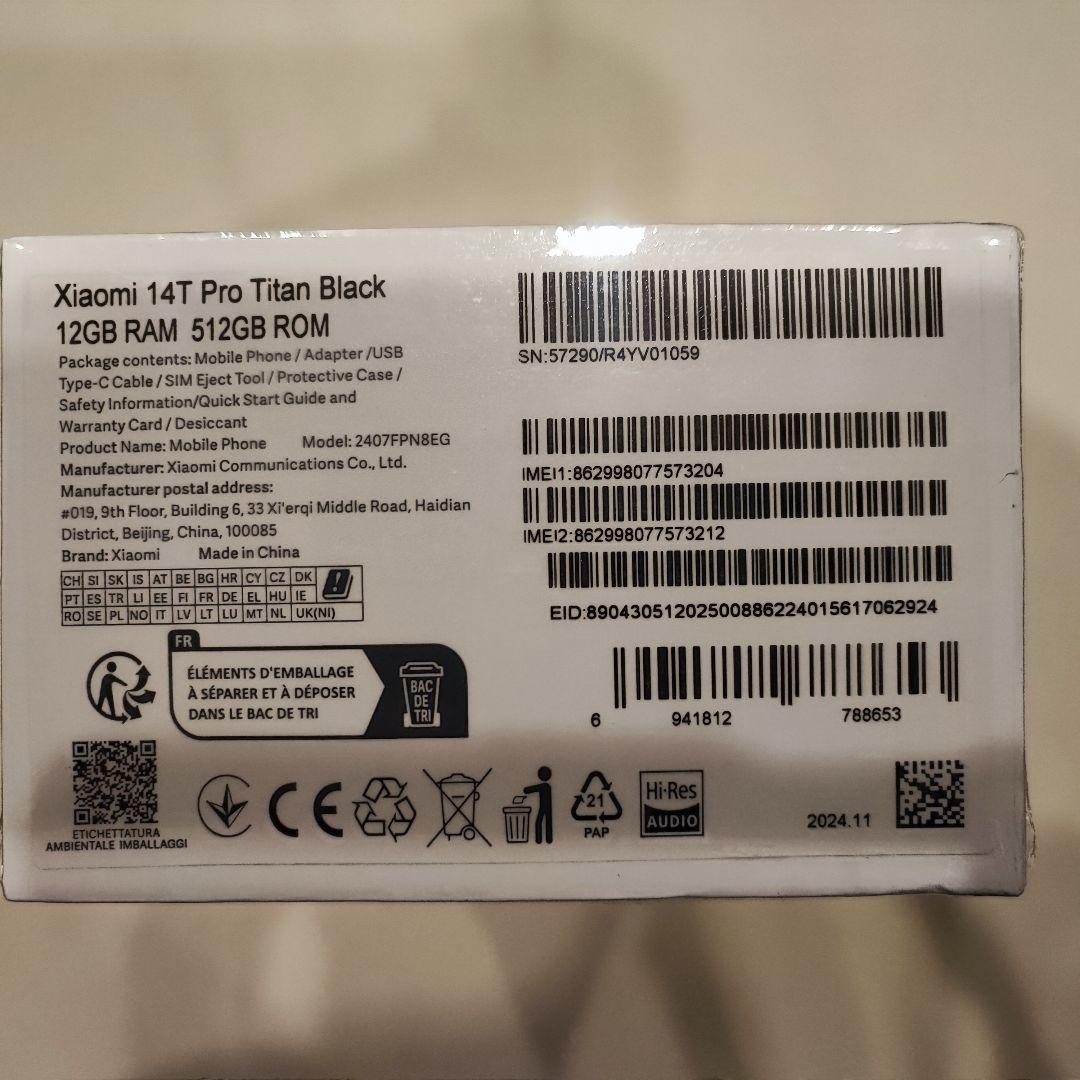 Xiaomi 14T Pro Titan Black
12GB RAM 512GB ROM
Package contents: Mobile Phone / Adapter /USB
Type-C Cable / SIM Eject Tool / Protective Case /
Safety Information/Quick Start Guide and
Warranty Card / Desiccant
Product Name: Mobile Phone Model: 2407FPN8EG
Manufacturer: Xiaomi Communications Co., Ltd.
Manufacturer postal address:
#019, 9th Floor, Building 6, 33 Xi'erqi Middle Road, Haidian
District, Beijing, China, 100085
Brand: Xiaomi Made in China
CH SI SK IS AT BE BG HR CY CZ DK
PT ES TR LI EE FI FR DE EL HU IE
RO SE PL NO IT LV LT LU MT NL UK(NI)
SN:57290/R4YV01059
IMEI1:862998077573204
IMEI2:862998077573212
EID:89043051202500886224015617062924
6 941812 788653
FR
ÉLÉMENTS D'EMBALLAGE
À SÉPARER ET À DÉPOSER
DANS LE BAC DE TRI
BAC
DE
TRI
ETICHETTATURA
AMBIENTALE IMBALLAGGI
CE
21
PAP
Hi-Res
AUDIO
2024.11